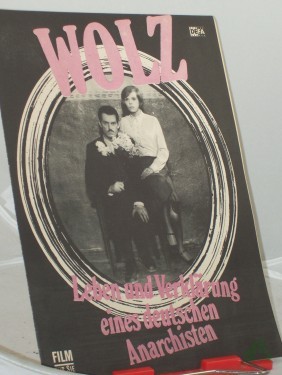 WOLZ
DEFA
Leben und Verklärung
eines deutschen
Anarchisten
FILM